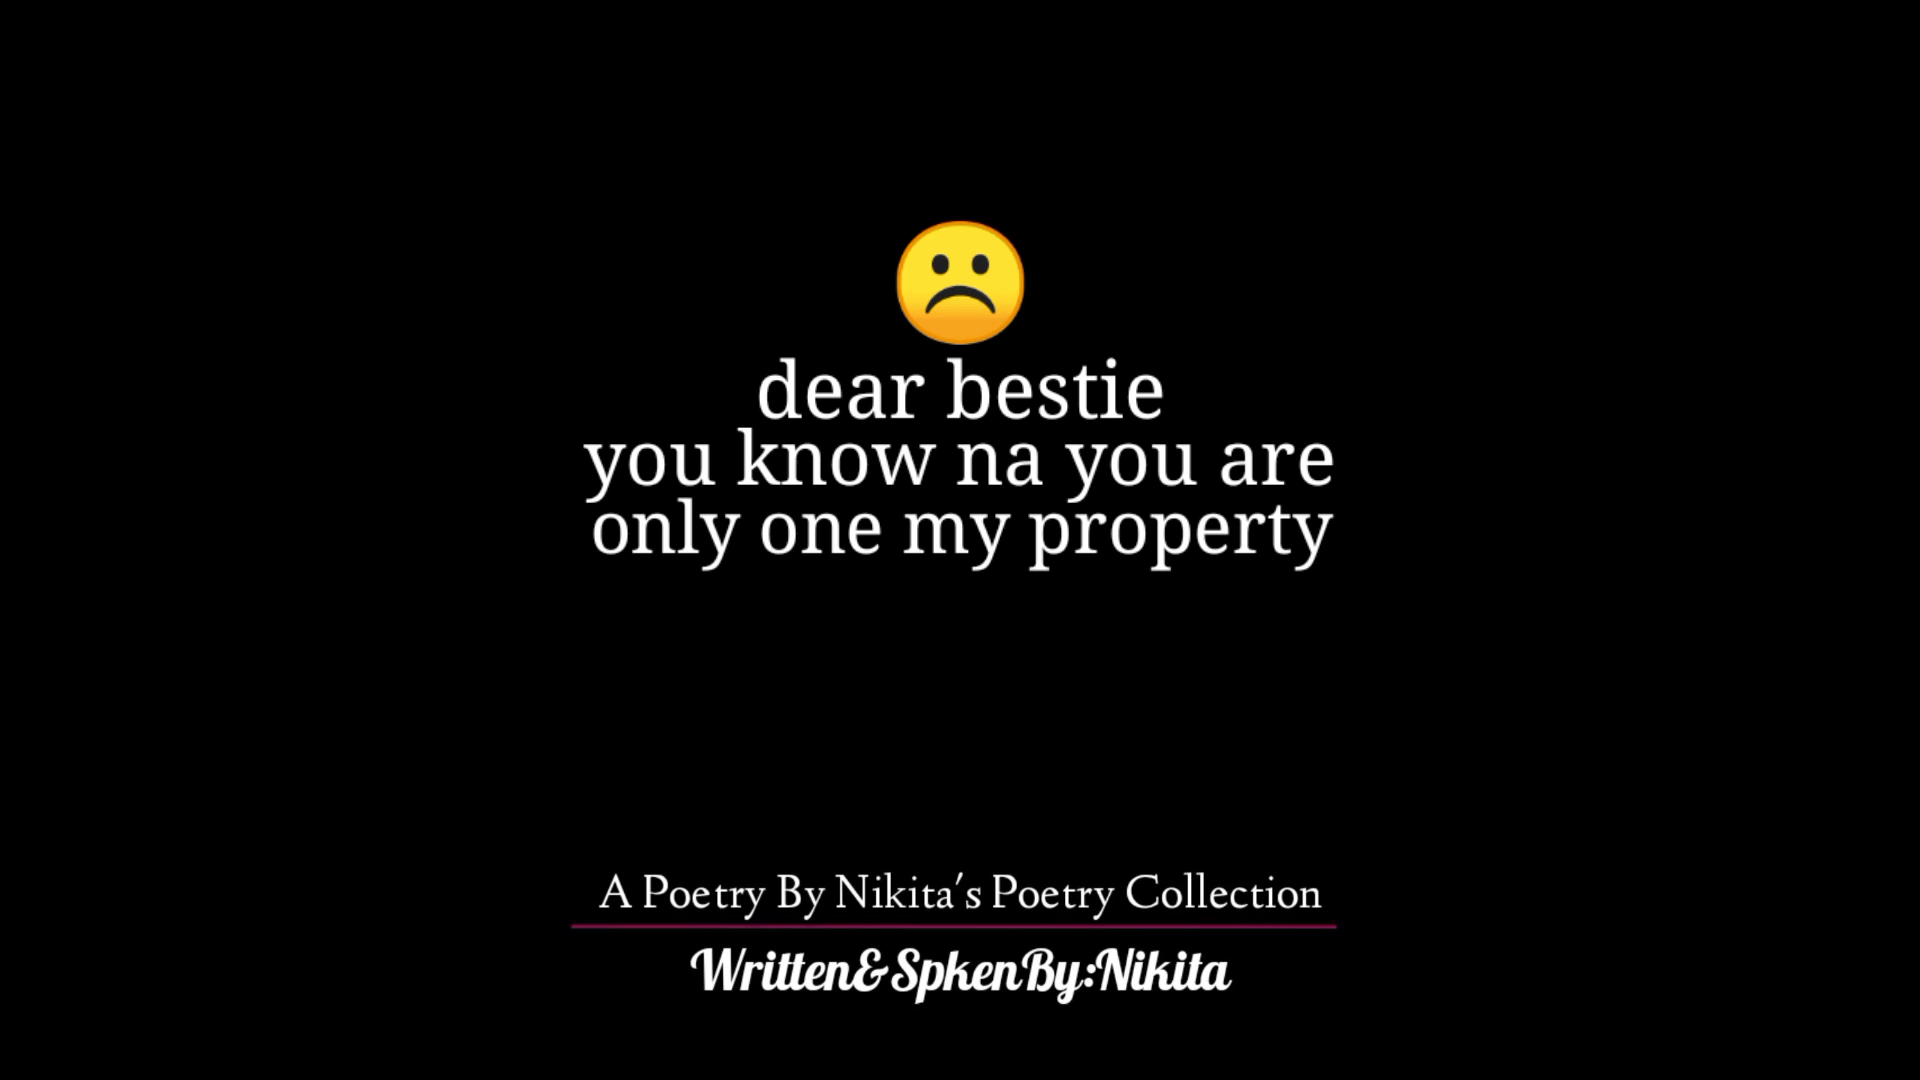 dear bestie
you know na you are
only one my property
A Poetry By Nikita's Poetry Collection
Written&SpkenBy:Nikita